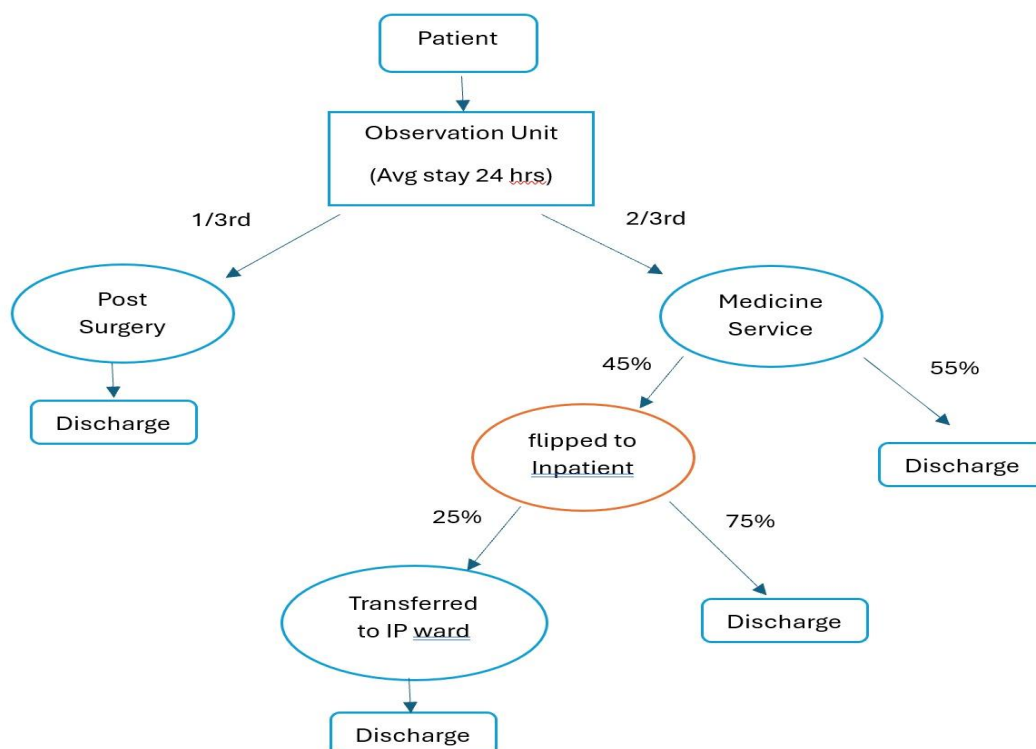 Patient
Observation Unit
(Avg stay 24 hrs)
1/3rd
2/3rd
Post
Surgery
Medicine
Service
45%
55%
Discharge
flipped to
Inpatient
Discharge
25%
75%
Transferred
to IP ward
Discharge
Discharge